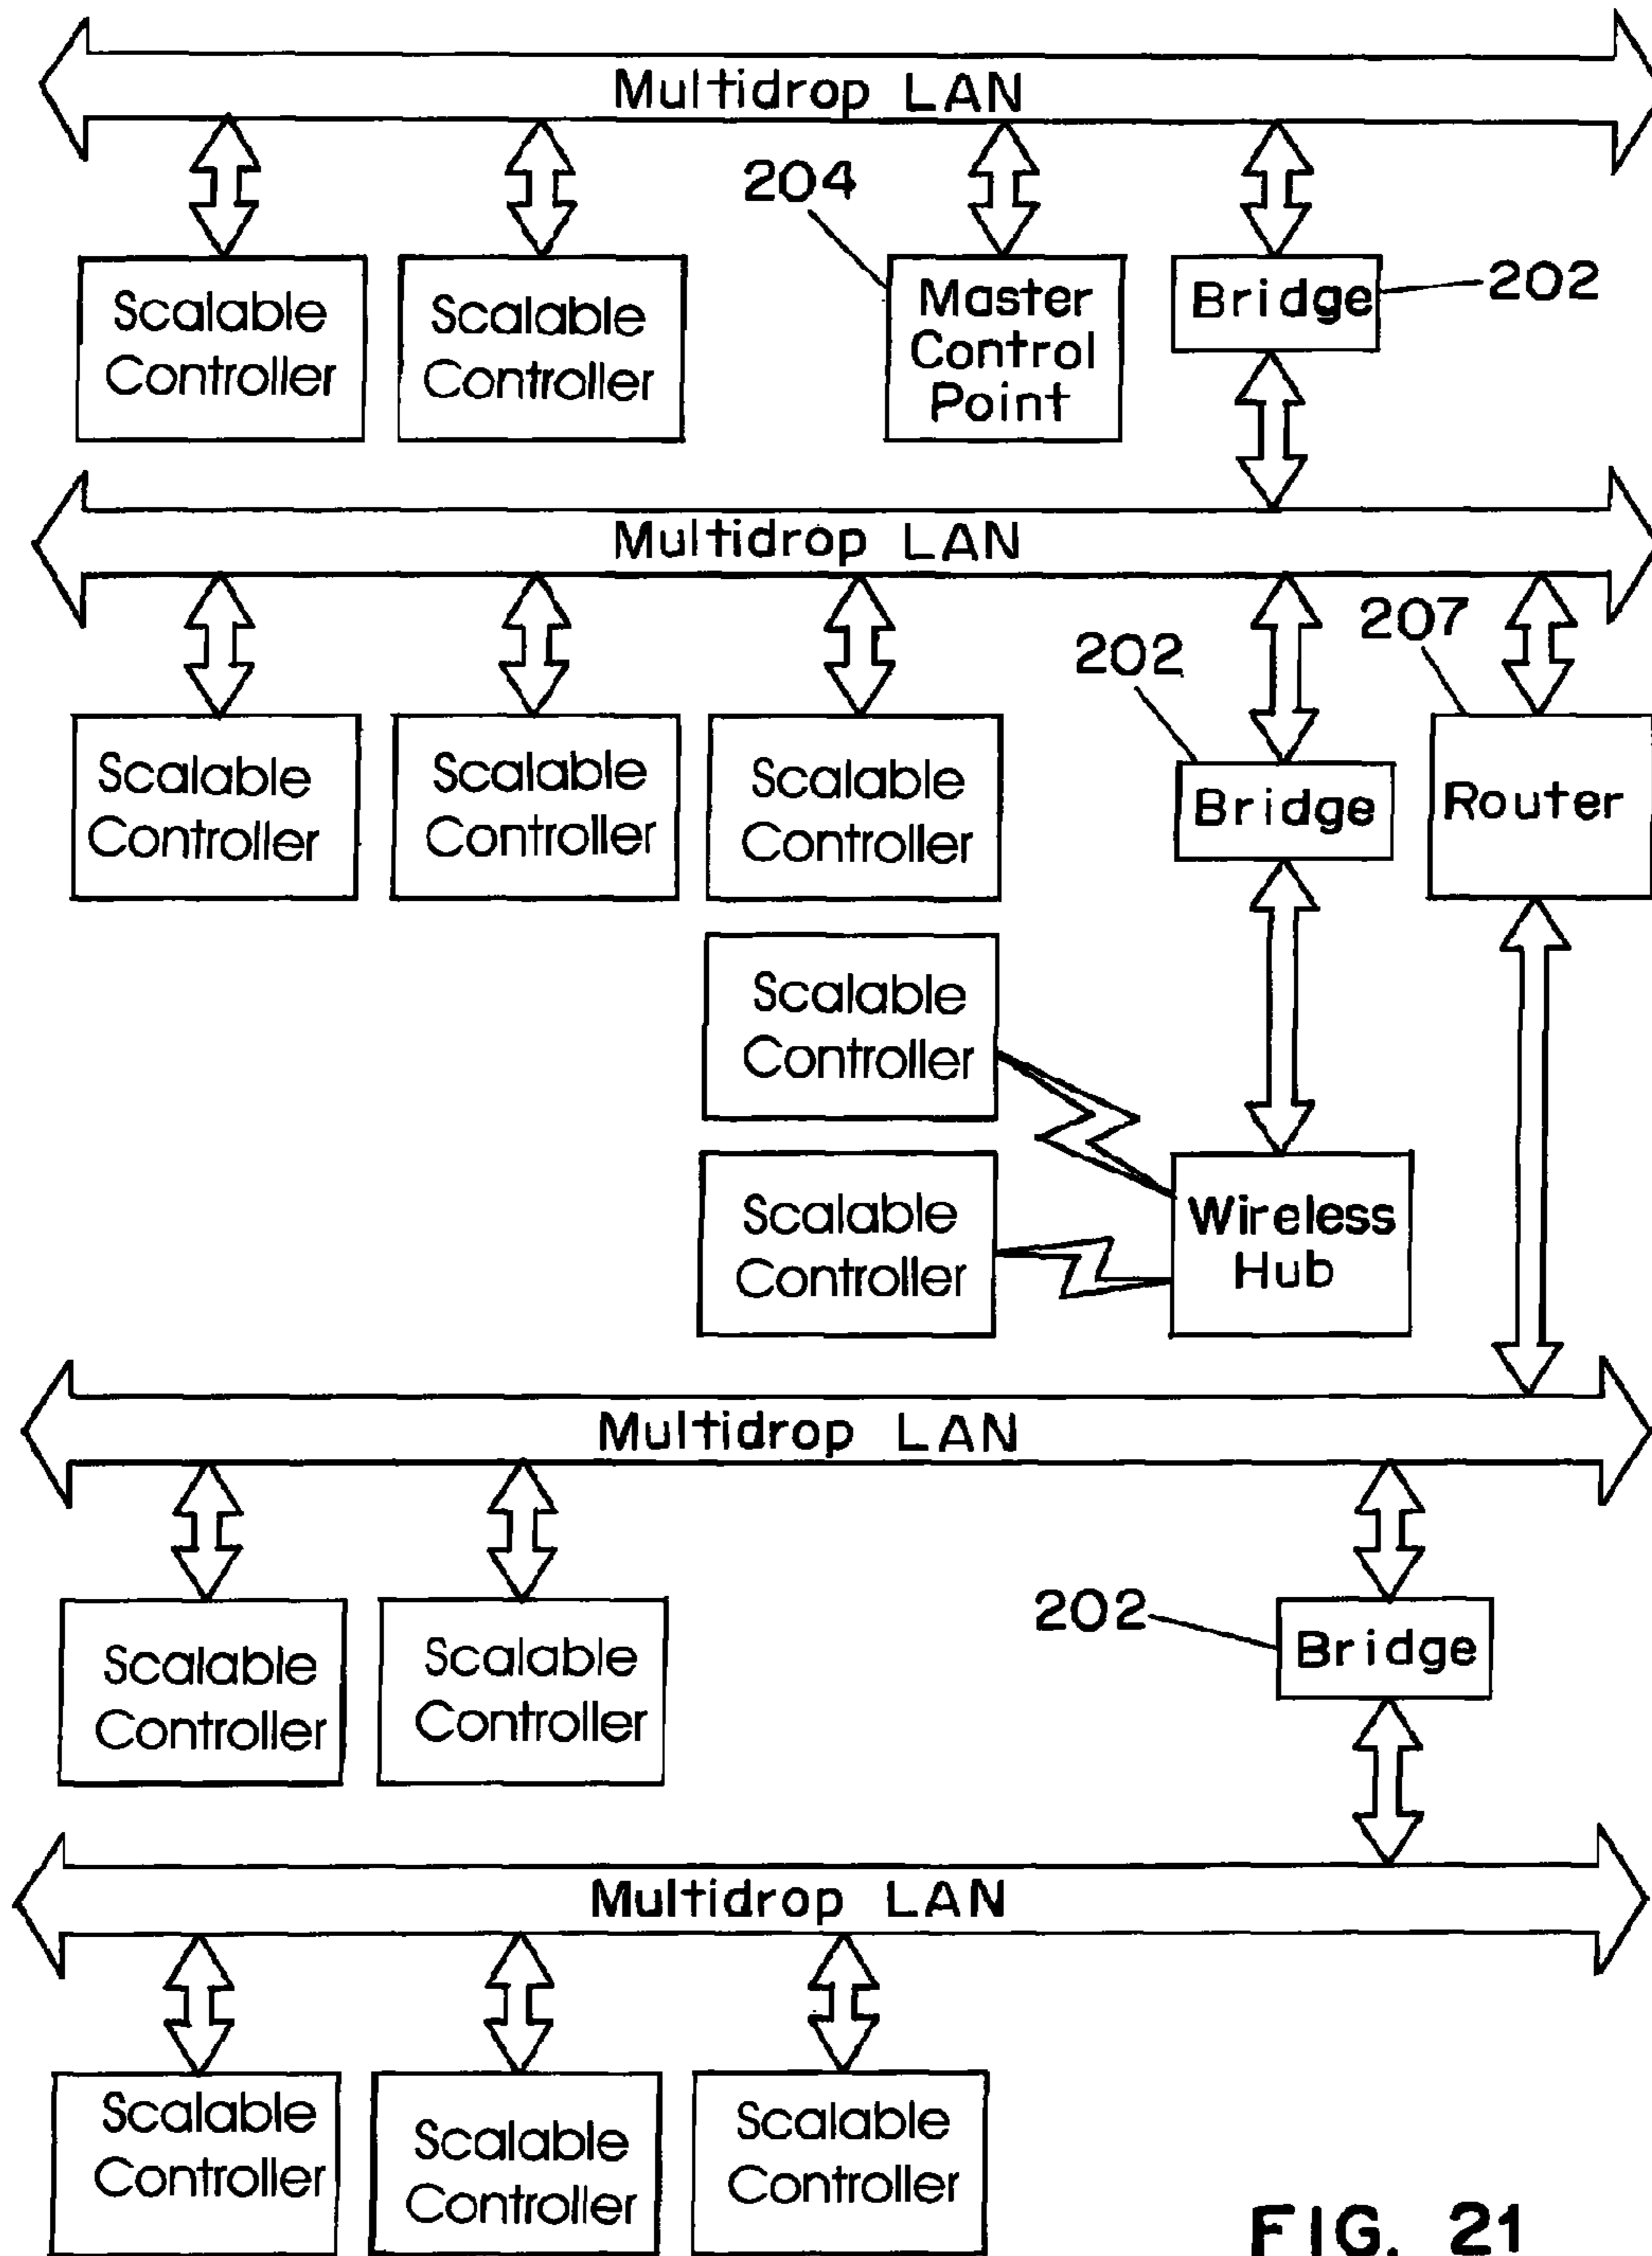 Multidrop LAN
204
Scalable
Controller
Scalable
Controller
Master
Control
Point
Bridge
202
Multidrop LAN
202
207
Scalable
Controller
Scalable
Controller
Scalable
Controller
Bridge
Router
Scalable
Controller
Scalable
Controller
Wireless
Hub
Multidrop LAN
Scalable
Controller
Scalable
Controller
202
Bridge
Multidrop LAN
Scalable
Controller
Scalable
Controller
Scalable
Controller
FIG. 21